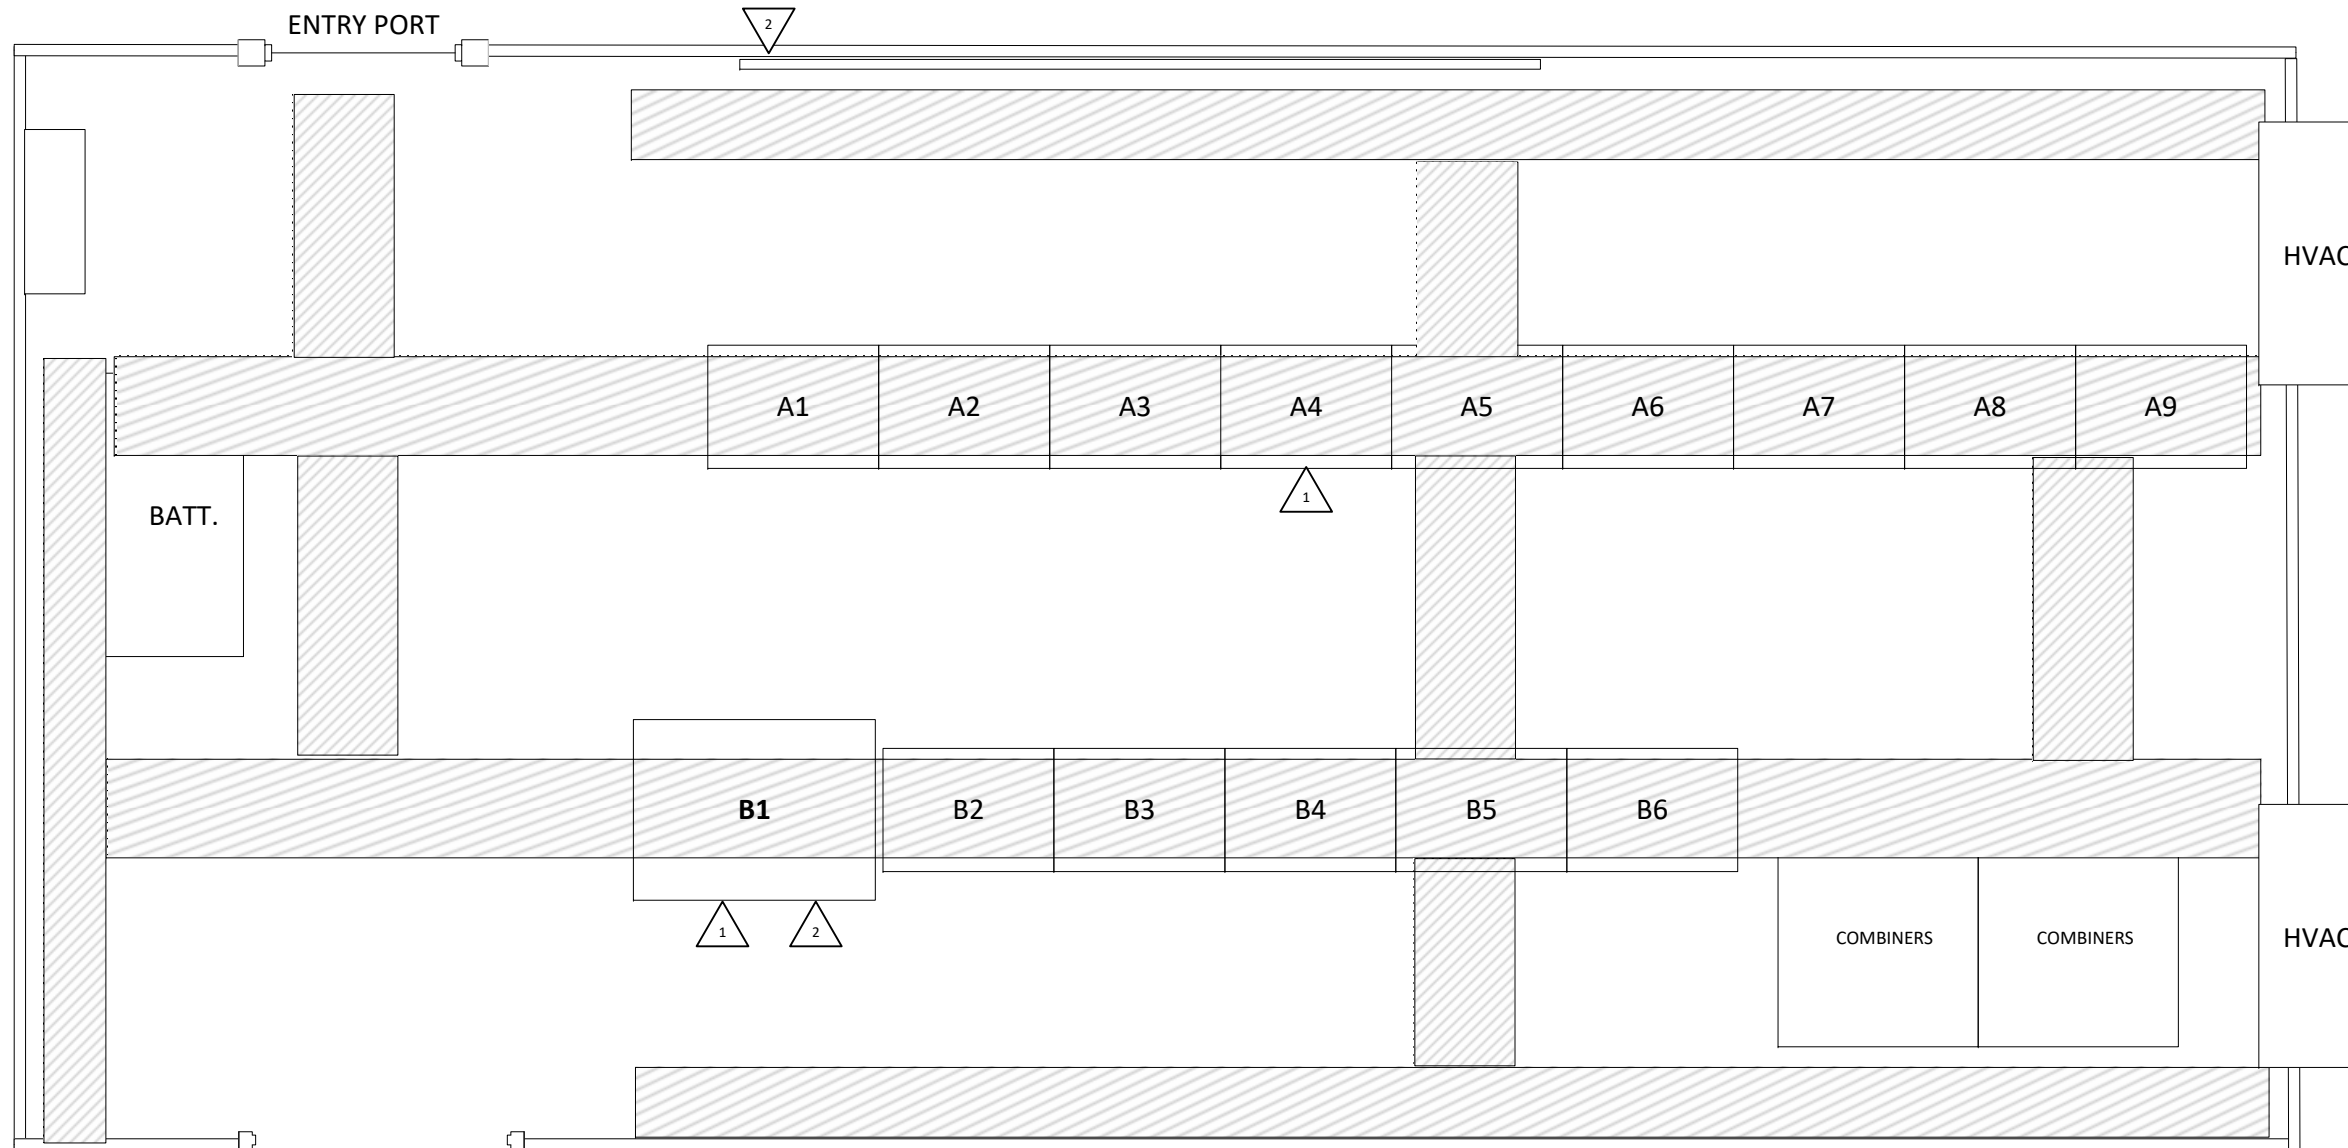 ENTRY PORT
2
HVAC
A1 A2 A3 A4 A5 A6 A7 A8 A9
1
BATT.
B1 B2 B3 B4 B5 B6
1 2
COMBINERS COMBINERS
HVAC